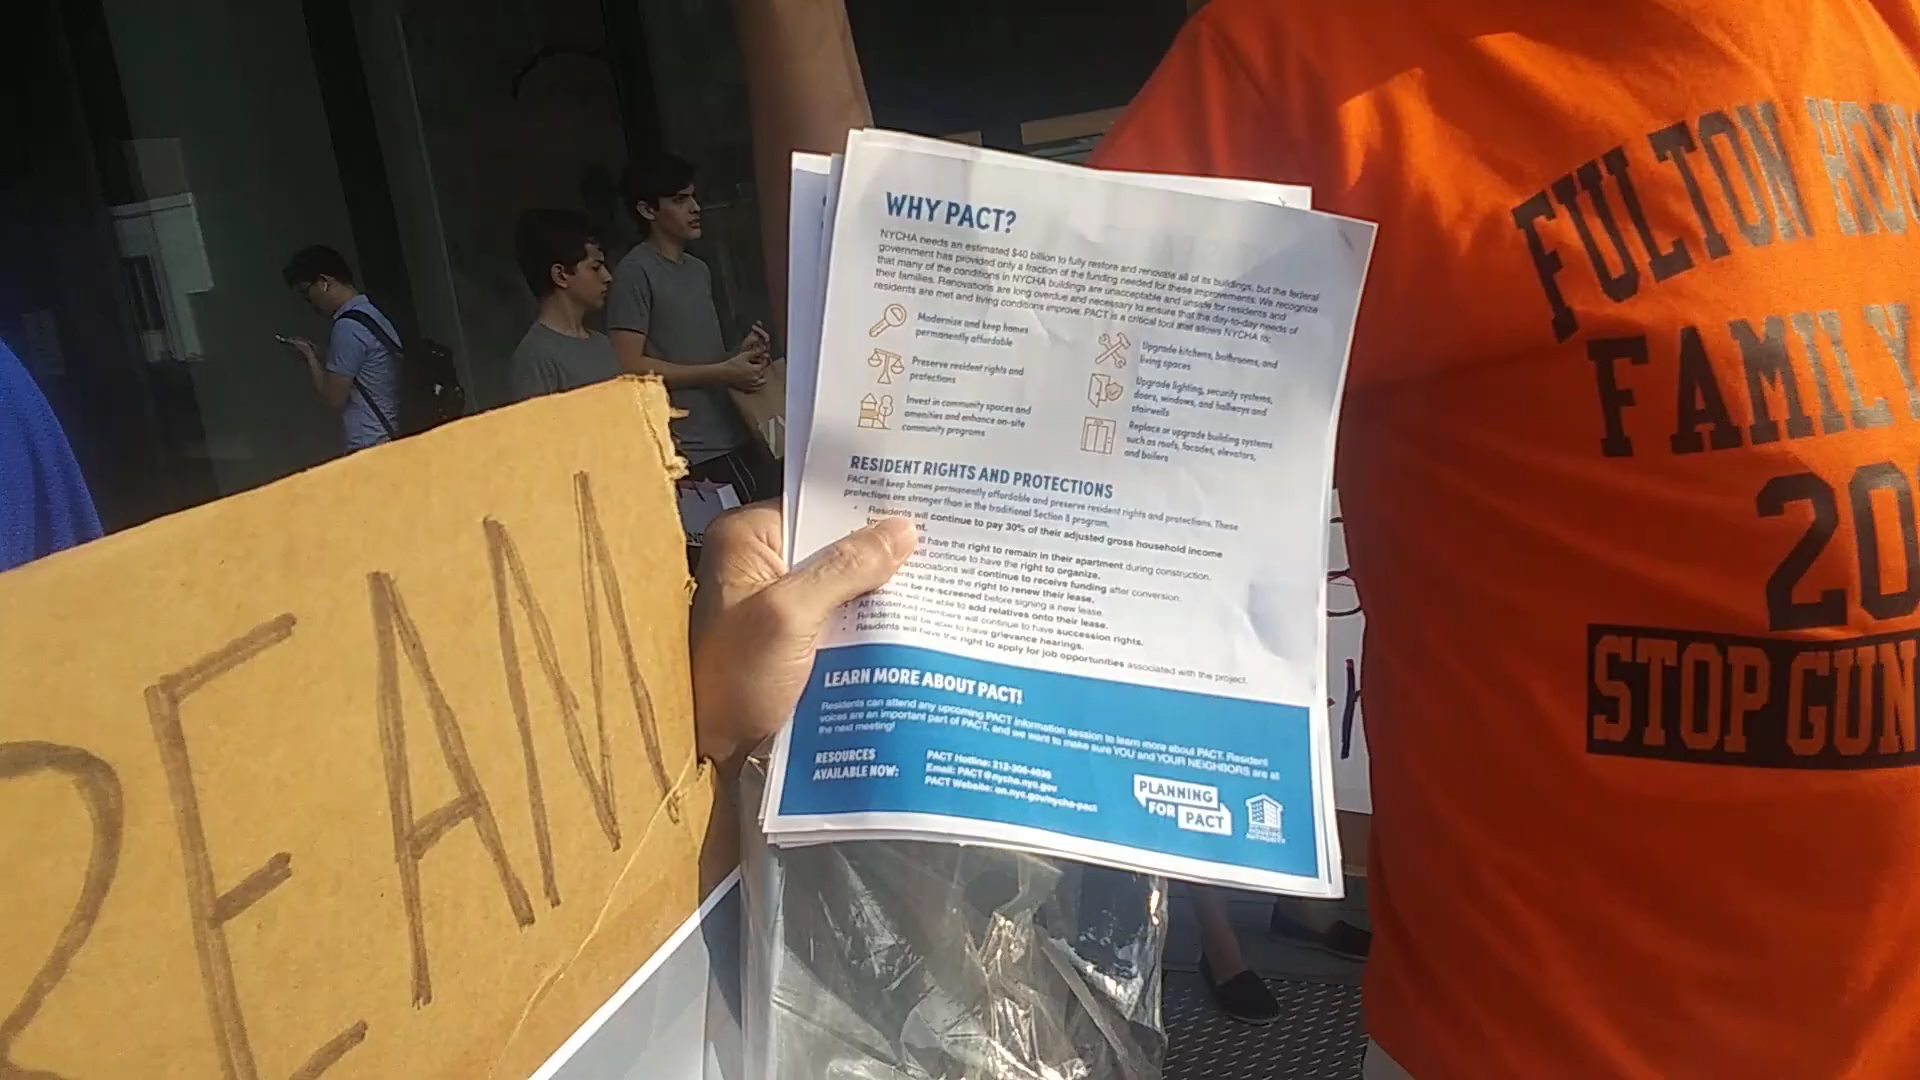 WHY PACT?
NYCHA needs an estimated $40 billion to fully restore and renovate all of its buildings, but the federal
government has provided only a fraction of the funding needed for these improvements. We recognize
that many of the conditions in NYCHA buildings are unacceptable and unsafe for residents and
their families. Renovations are long overdue and necessary to ensure that the day-to-day needs of
residents are met and living conditions improve. PACT is a critical tool that allows NYCHA to:
Modernize and keep homes
permanently affordable
Preserve resident rights and
protections
Invest in community spaces and
amenities and enhance on-site
community programs
Upgrade kitchens, bathrooms, and
living spaces
Upgrade lighting, security systems,
doors, windows, and hallways and
stairwells
Replace or upgrade building systems
such as roofs, facades, elevators,
and boilers
RESIDENT RIGHTS AND PROTECTIONS
PACT will keep homes permanently affordable and preserve resident rights and protections. These
protections are stronger than in the traditional Section 8 program.
Residents will continue to pay 30% of their adjusted gross household income
have the right to remain in their apartment during construction.
will continue to have the right to organize.
associations will continue to receive funding after conversion.
will have the right to renew their lease.
be re-screened before signing a new lease.
will be able to add relatives onto their lease.
All household members will continue to have succession rights.
Residents will be able to have grievance hearings.
Residents will have the right to apply for job opportunities associated with the project.
LEARN MORE ABOUT PACT!
Residents can attend any upcoming PACT information session to learn more about PACT. Resident
voices are an important part of PACT, and we want to make sure YOU and YOUR NEIGHBORS are at
the next meeting!
RESOURCES
AVAILABLE NOW:
PACT Hotline: 212-306-4036
Email: PACT@nycha.nyc.gov
PACT Website: on.nyc.gov/nycha-pact
PLANNING
FOR PACT
REAM
FULTON HOU
FAMILY
20
STOP GUN